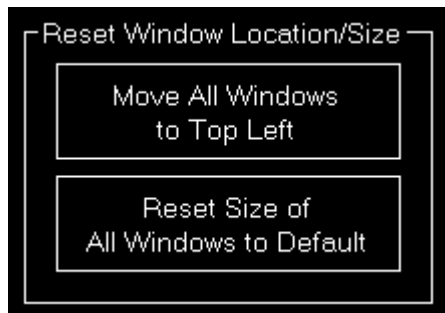 Reset Window Location/Size
Move All Windows
to Top Left
Reset Size of
All Windows to Default